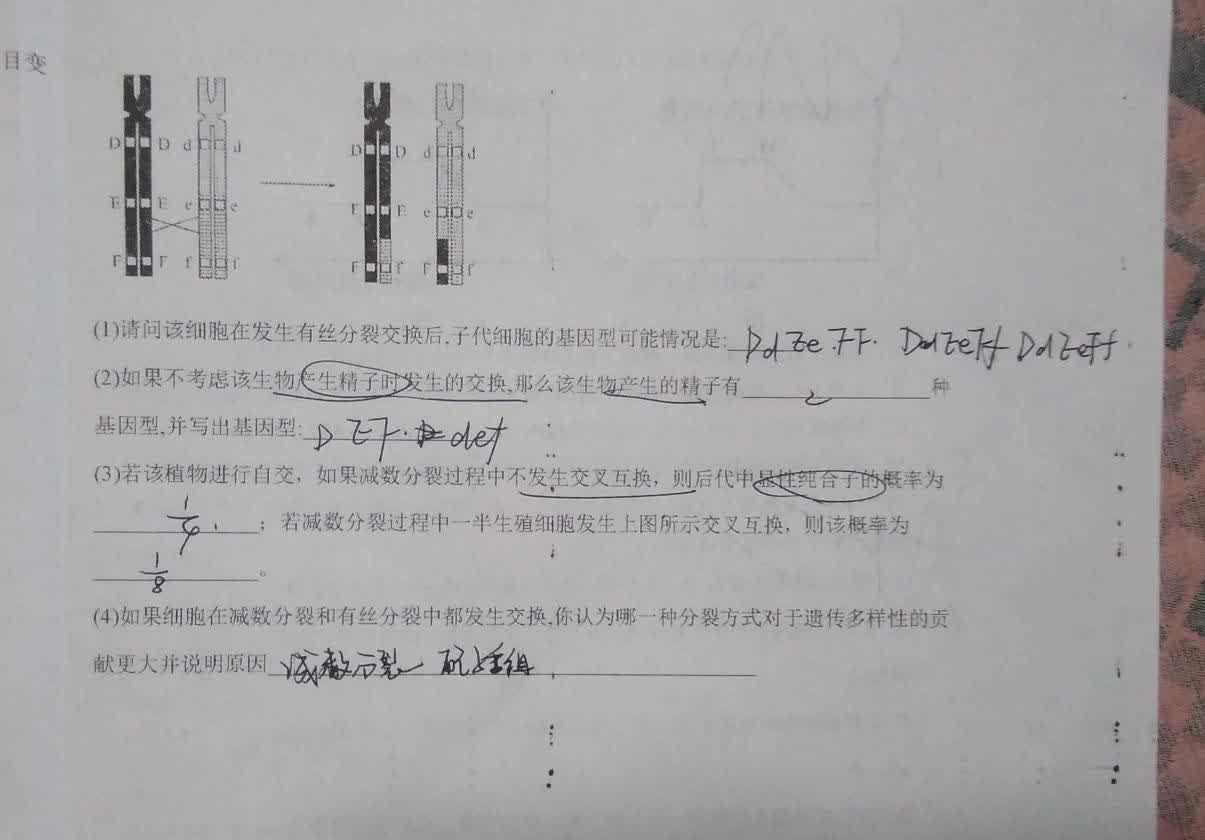 目变
D D d d D D d d
E E e e E E e e
F F f f F f F f
(1)请问该细胞在发生有丝分裂交换后,子代细胞的基因型可能情况是: DdEeFF. DdEeff DdEeFf
(2)如果不考虑该生物产生精子时发生的交换,那么该生物产生的精子有 2 种
基因型,并写出基因型: DEF. def
(3)若该植物进行自交，如果减数分裂过程中不发生交叉互换，则后代中显性纯合子的概率为
1/4 ；若减数分裂过程中一半生殖细胞发生上图所示交叉互换，则该概率为
1/8 。
(4)如果细胞在减数分裂和有丝分裂中都发生交换,你认为哪一种分裂方式对于遗传多样性的贡
献更大并说明原因 减数分裂